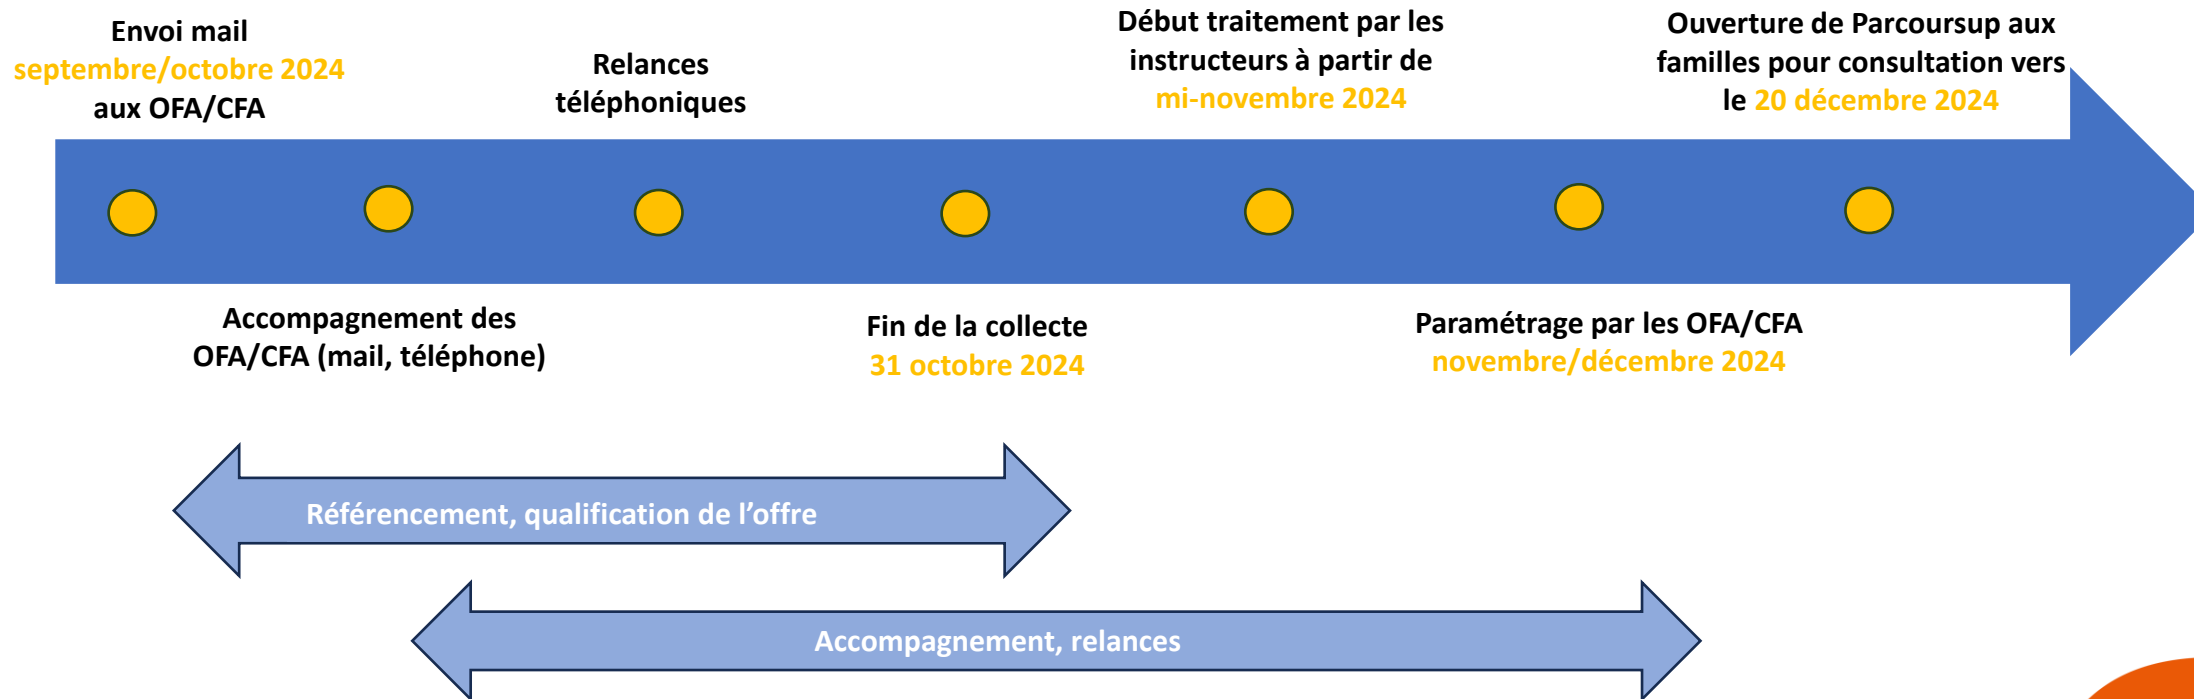 Envoi mail
septembre/octobre 2024
aux OFA/CFA
Relances
téléphoniques
Début traitement par les
instructeurs à partir de
mi-novembre 2024
Ouverture de Parcoursup aux
familles pour consultation vers
le 20 décembre 2024
Accompagnement des
OFA/CFA (mail, téléphone)
Fin de la collecte
31 octobre 2024
Paramétrage par les OFA/CFA
novembre/décembre 2024
Référencement, qualification de l’offre
Accompagnement, relances